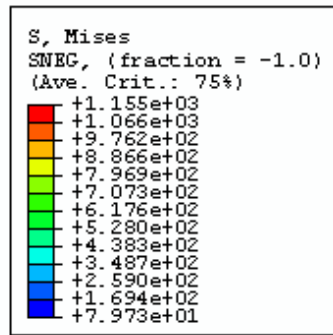 S, Mises
SNEG, (fraction = -1.0)
(Ave. Crit.: 75%)
+1.155e+03
+1.066e+03
+9.762e+02
+8.866e+02
+7.969e+02
+7.073e+02
+6.176e+02
+5.280e+02
+4.383e+02
+3.487e+02
+2.590e+02
+1.694e+02
+7.973e+01